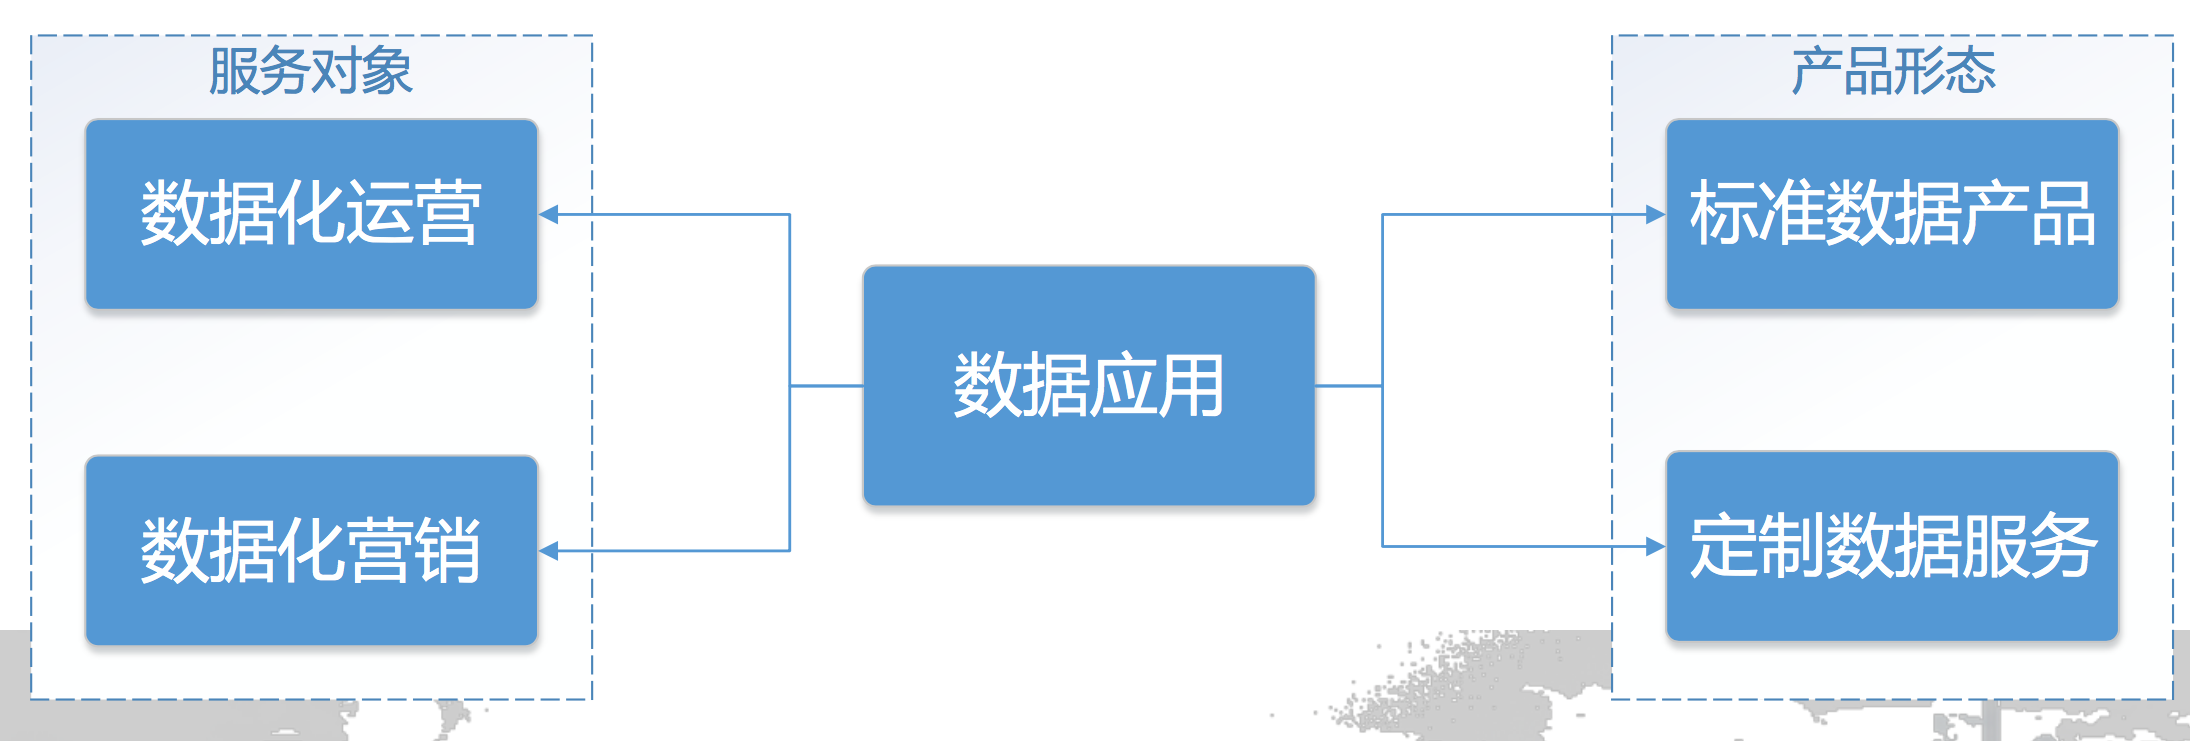 服务对象
数据化运营
数据化营销
数据应用
产品形态
标准数据产品
定制数据服务